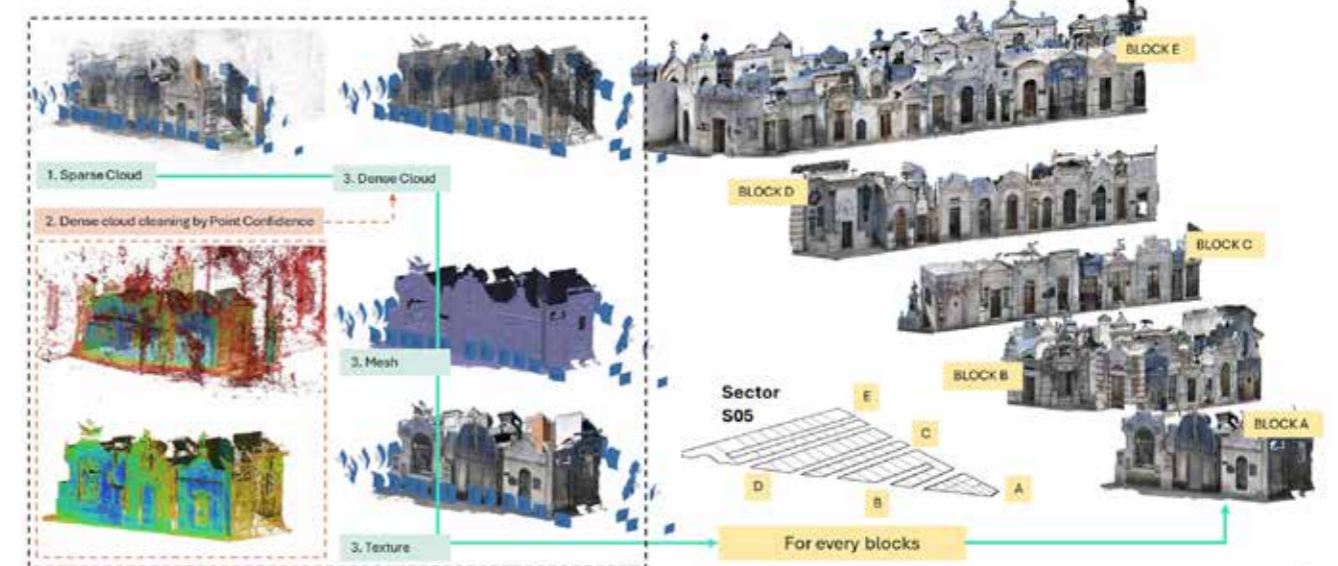 1. Sparse Cloud
3. Dense Cloud
2. Dense cloud cleaning by Point Confidence
3. Mesh
3. Texture
BLOCK E
BLOCK D
BLOCK C
BLOCK B
BLOCK A
Sector
S05
E
C
D
B
A
For every blocks